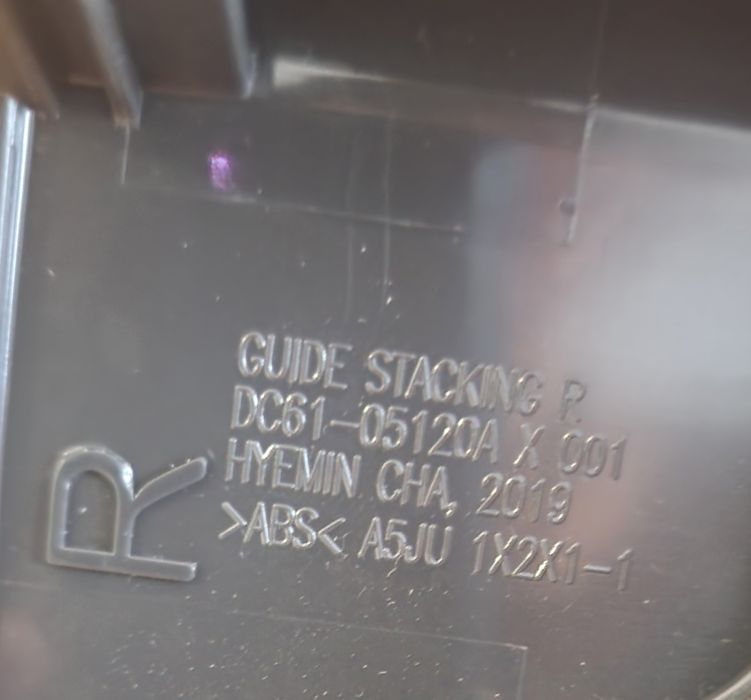 GUIDE STACKING R
DC61-05120A X 001
HYEMIN CHA, 2019
>ABS< A5JU 1X2X1-1
R